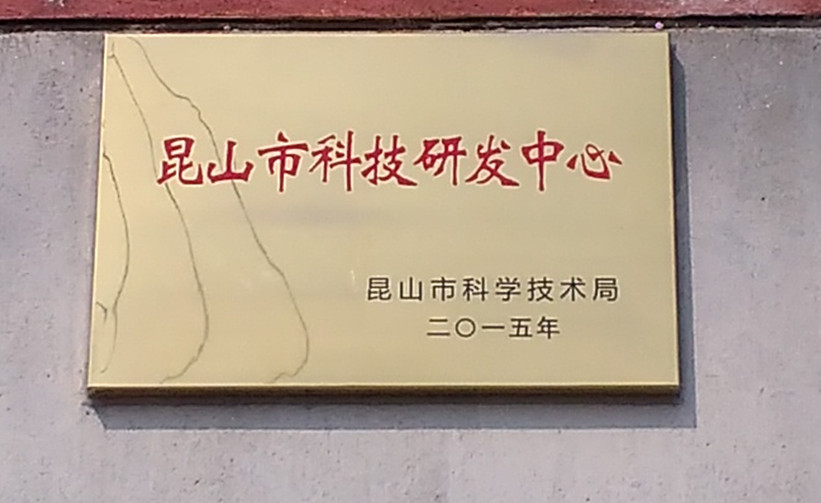 昆山市科技研发中心
昆山市科学技术局
二〇一五年